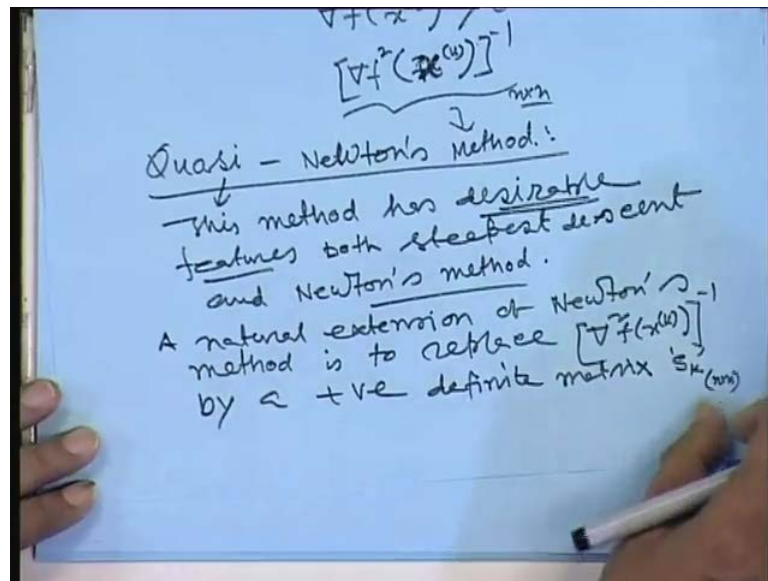 ∇f(x
[∇f²(x⁽ᵏ⁾)]⁻¹
n×n
Quasi - Newton's Method :
This method has desirable
features both steepest descent
and Newton's method.
A natural extension of Newton's
method is to replace [∇²f(x⁽ᵏ⁾)]⁻¹
by a +ve definite matrix 'Sₖ' (n×n)